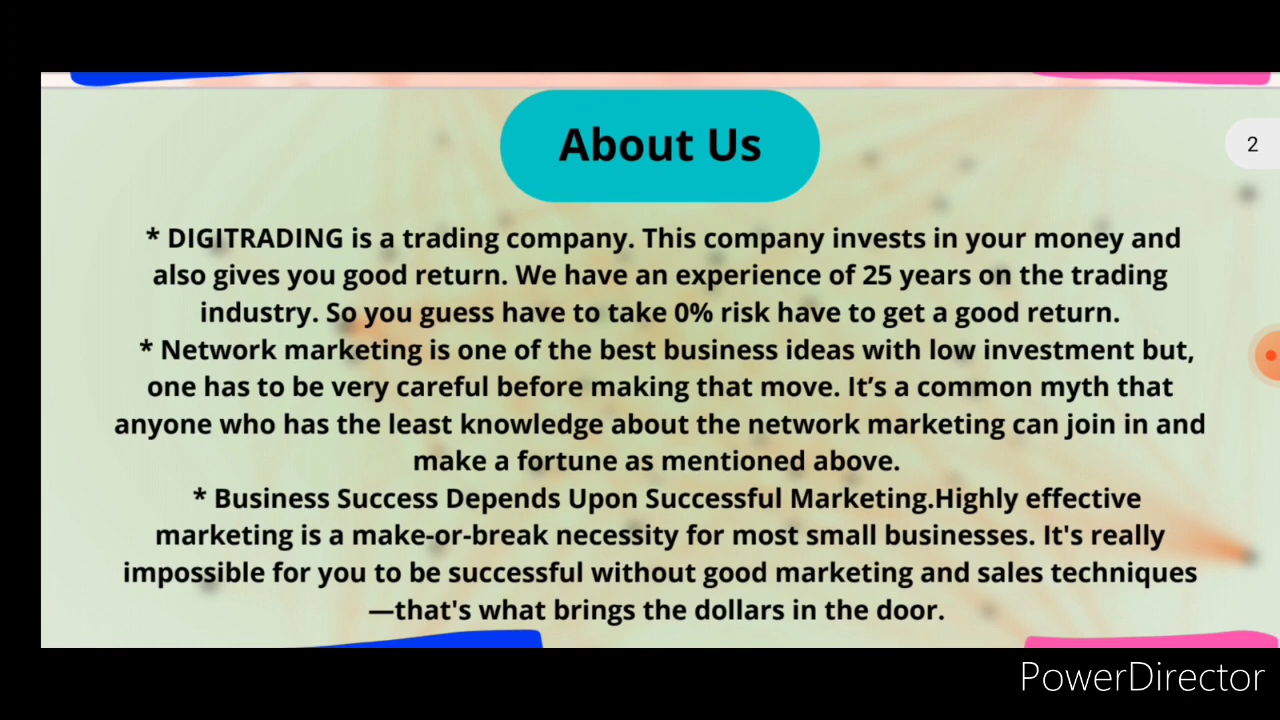 About Us
2
* DIGITRADING is a trading company. This company invests in your money and
also gives you good return. We have an experience of 25 years on the trading
industry. So you guess have to take 0% risk have to get a good return.
* Network marketing is one of the best business ideas with low investment but,
one has to be very careful before making that move. It’s a common myth that
anyone who has the least knowledge about the network marketing can join in and
make a fortune as mentioned above.
* Business Success Depends Upon Successful Marketing.Highly effective
marketing is a make-or-break necessity for most small businesses. It's really
impossible for you to be successful without good marketing and sales techniques
—that's what brings the dollars in the door.
PowerDirector